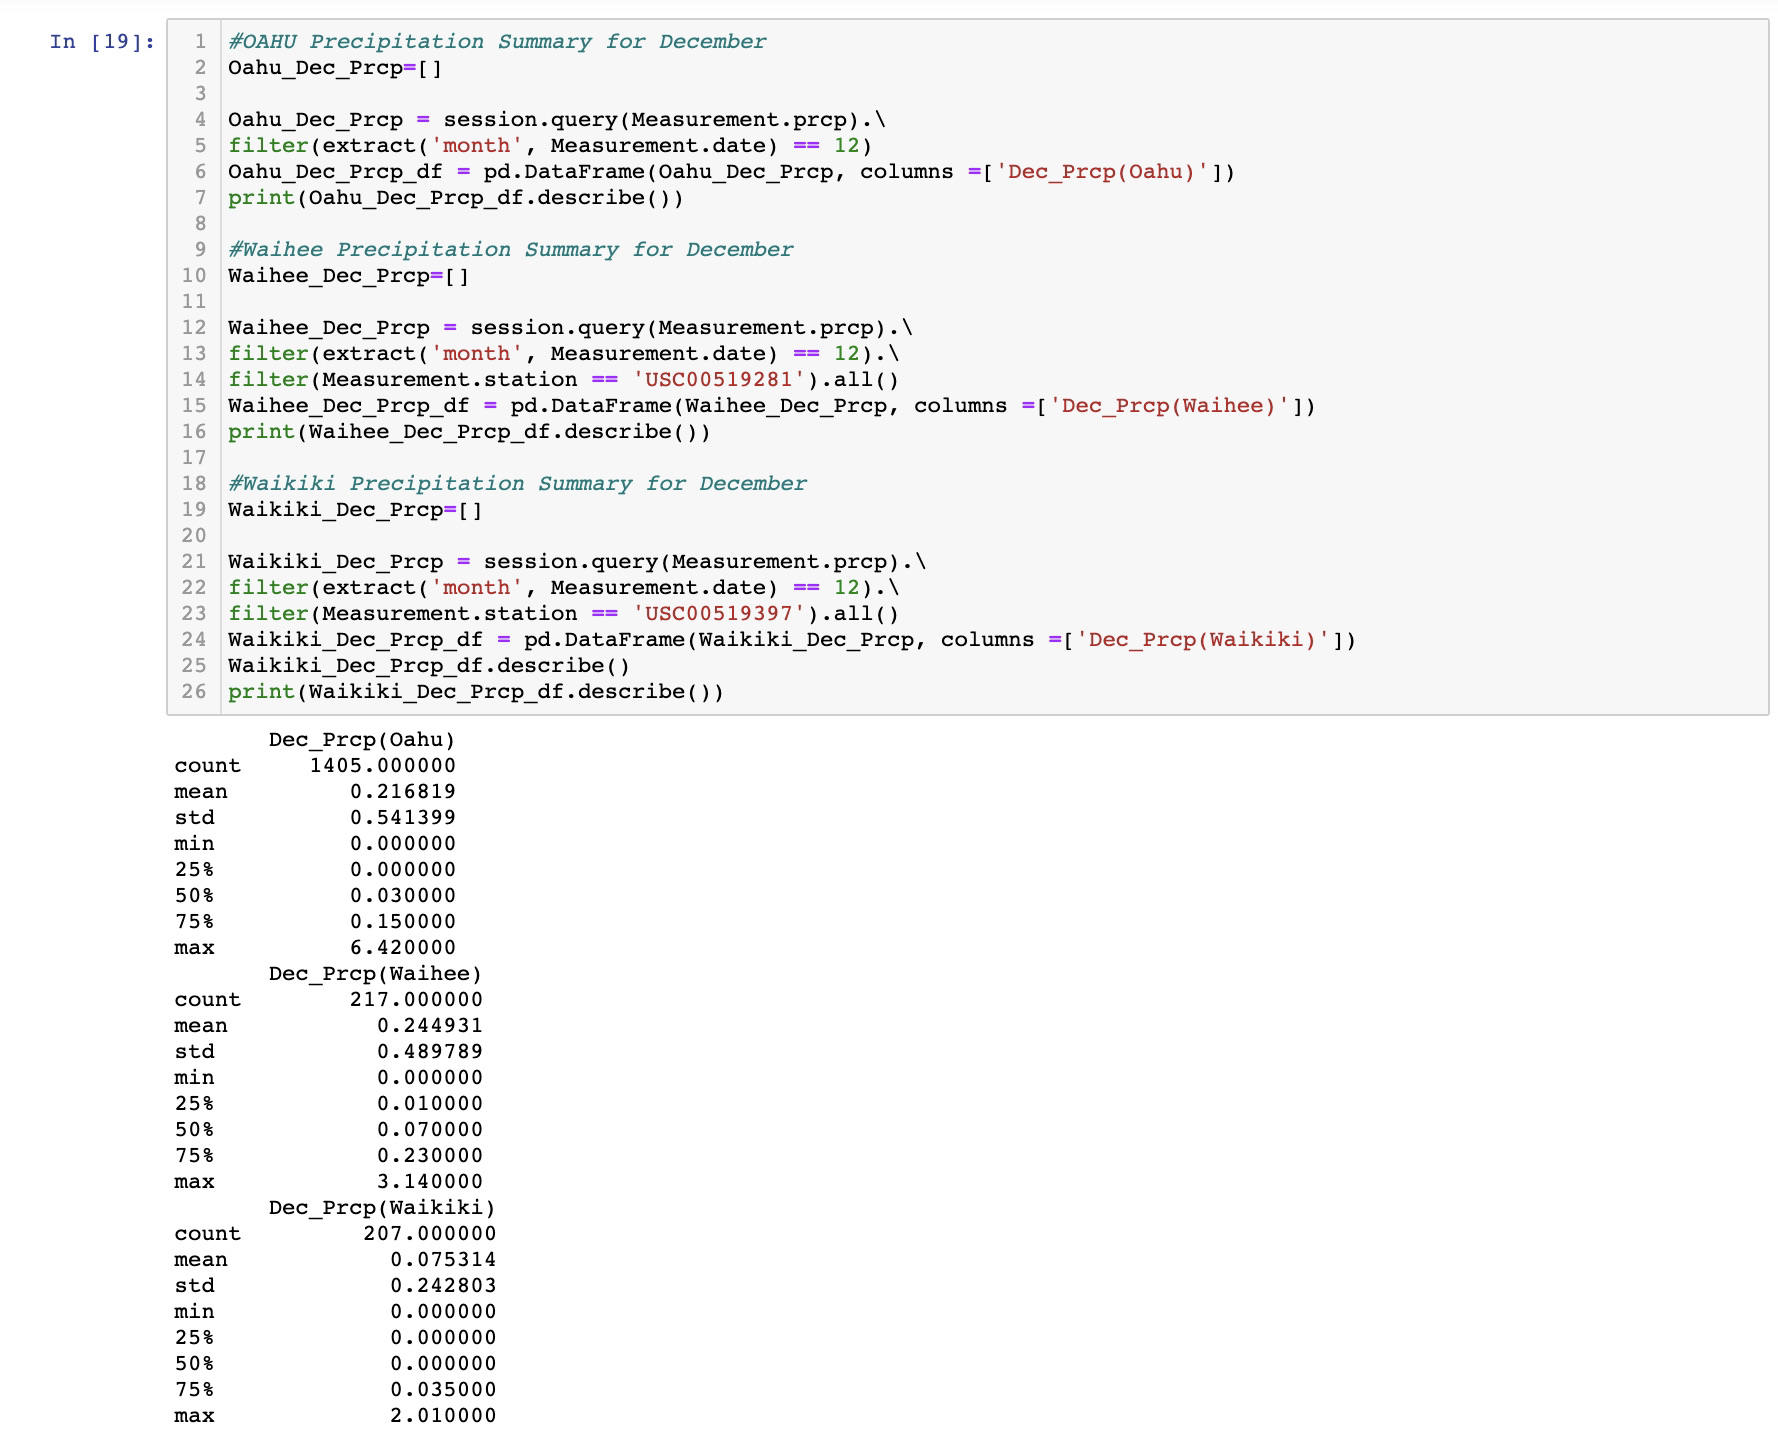 In [19]:
1 #OAHU Precipitation Summary for December
2 Oahu_Dec_Prcp=[]
3
4 Oahu_Dec_Prcp = session.query(Measurement.prcp).\
5 filter(extract('month', Measurement.date) == 12)
6 Oahu_Dec_Prcp_df = pd.DataFrame(Oahu_Dec_Prcp, columns =['Dec_Prcp(Oahu)'])
7 print(Oahu_Dec_Prcp_df.describe())
8
9 #Waihee Precipitation Summary for December
10 Waihee_Dec_Prcp=[]
11
12 Waihee_Dec_Prcp = session.query(Measurement.prcp).\
13 filter(extract('month', Measurement.date) == 12).\
14 filter(Measurement.station == 'USC00519281').all()
15 Waihee_Dec_Prcp_df = pd.DataFrame(Waihee_Dec_Prcp, columns =['Dec_Prcp(Waihee)'])
16 print(Waihee_Dec_Prcp_df.describe())
17
18 #Waikiki Precipitation Summary for December
19 Waikiki_Dec_Prcp=[]
20
21 Waikiki_Dec_Prcp = session.query(Measurement.prcp).\
22 filter(extract('month', Measurement.date) == 12).\
23 filter(Measurement.station == 'USC00519397').all()
24 Waikiki_Dec_Prcp_df = pd.DataFrame(Waikiki_Dec_Prcp, columns =['Dec_Prcp(Waikiki)'])
25 Waikiki_Dec_Prcp_df.describe()
26 print(Waikiki_Dec_Prcp_df.describe())
Dec_Prcp(Oahu)
count 1405.000000
mean 0.216819
std 0.541399
min 0.000000
25% 0.000000
50% 0.030000
75% 0.150000
max 6.420000
Dec_Prcp(Waihee)
count 217.000000
mean 0.244931
std 0.489789
min 0.000000
25% 0.010000
50% 0.070000
75% 0.230000
max 3.140000
Dec_Prcp(Waikiki)
count 207.000000
mean 0.075314
std 0.242803
min 0.000000
25% 0.000000
50% 0.000000
75% 0.035000
max 2.010000